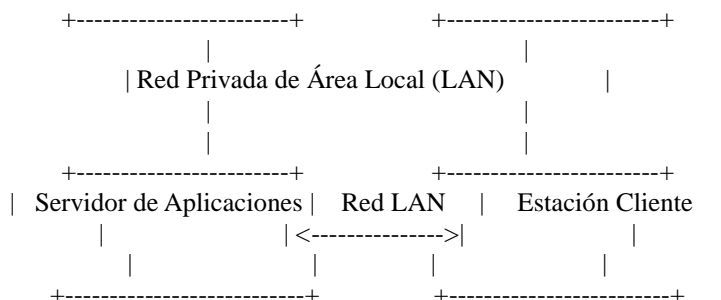 +-------------------------+ +-------------------------+
| |
| Red Privada de Área Local (LAN) |
| |
| |
+-------------------------+ +-------------------------+
| Servidor de Aplicaciones | Red LAN | Estación Cliente
| |<---------------->| |
| | | |
+---------------------------+ +--------------------------+